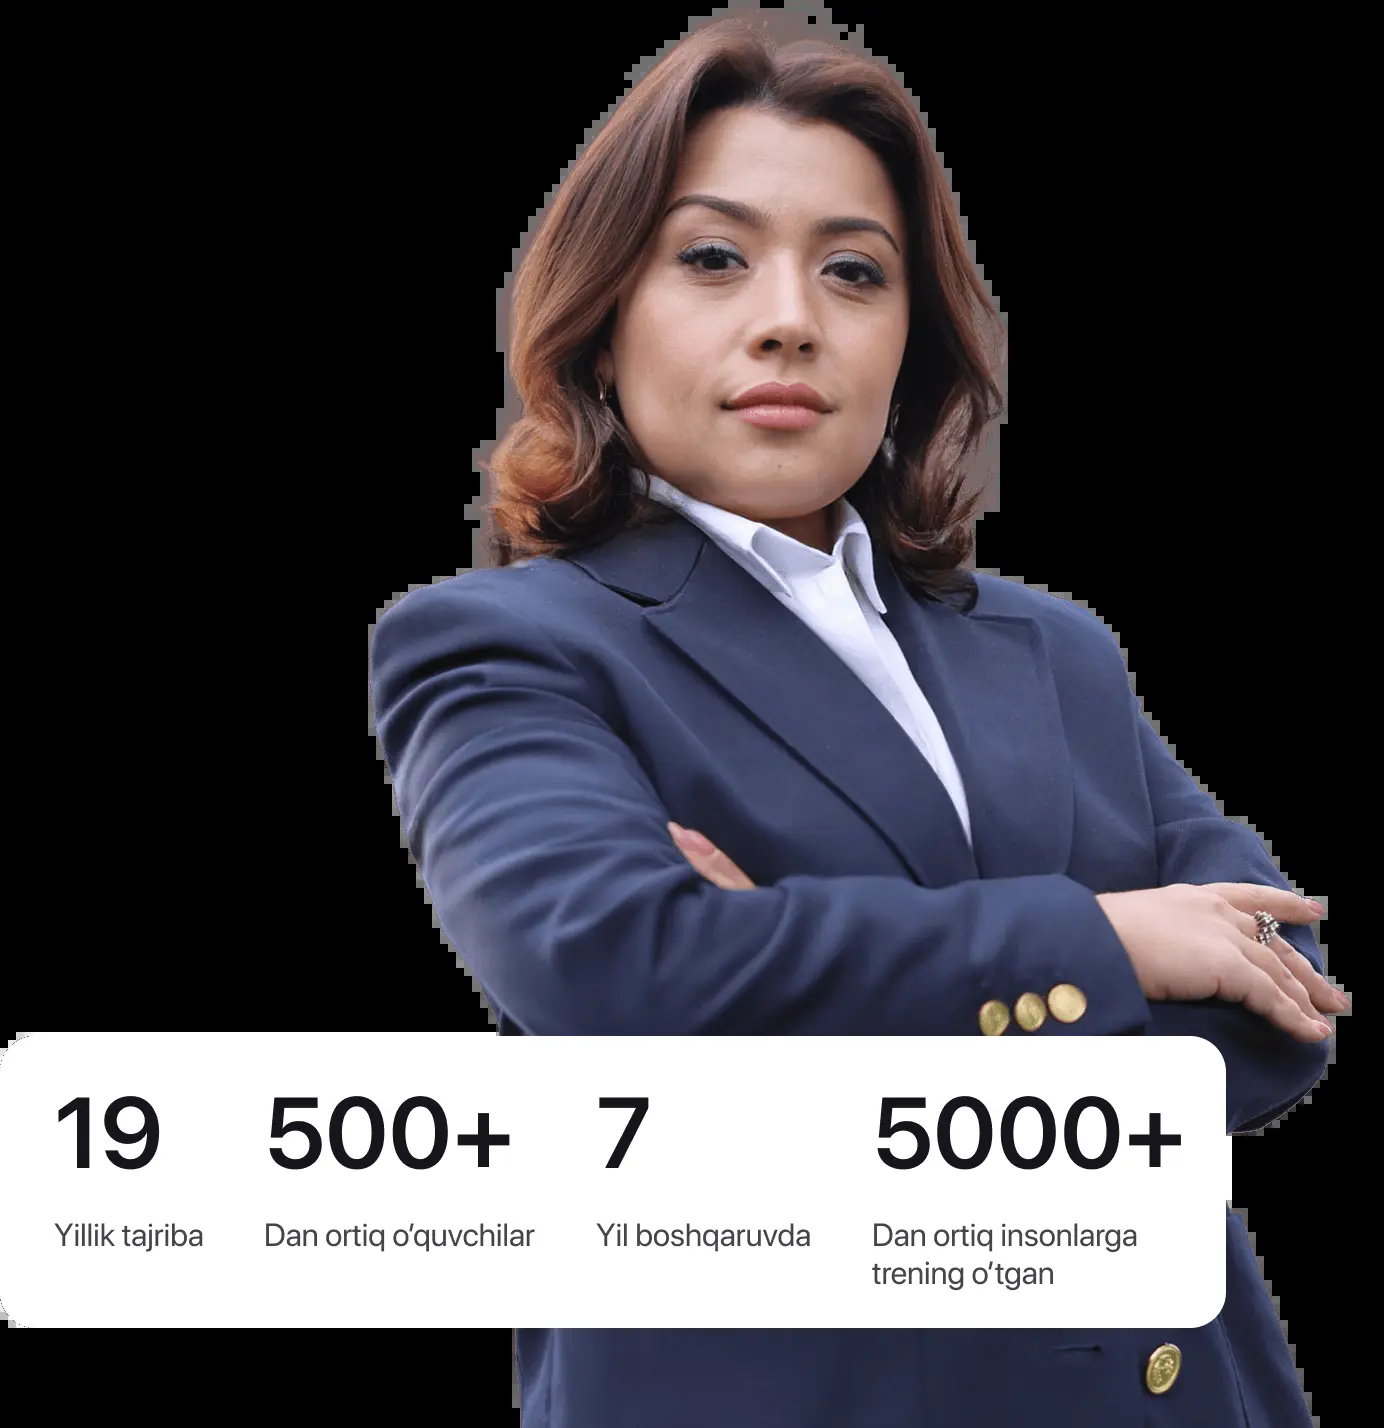 19
Yillik tajriba
500+
Dan ortiq o‘quvchilar
7
Yil boshqaruvda
5000+
Dan ortiq insonlarga
trening o‘tgan